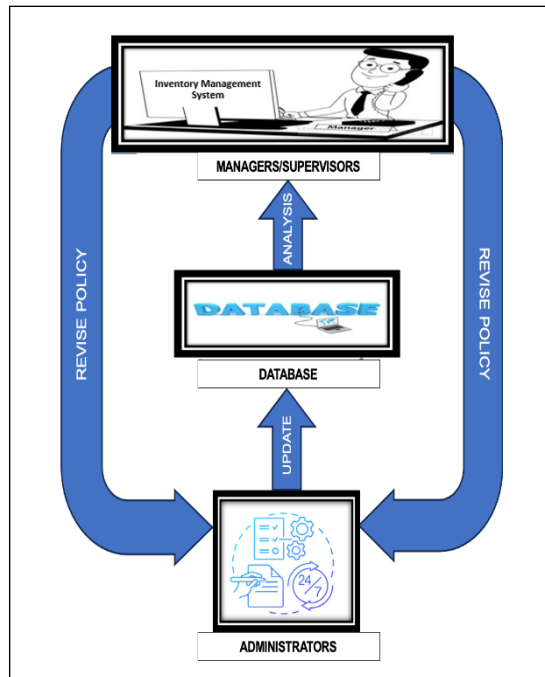 Inventory Management
System
Manager
MANAGERS/SUPERVISORS
ANALYSIS
REVISE POLICY
REVISE POLICY
DATABASE
DATABASE
UPDATE
24/7
ADMINISTRATORS